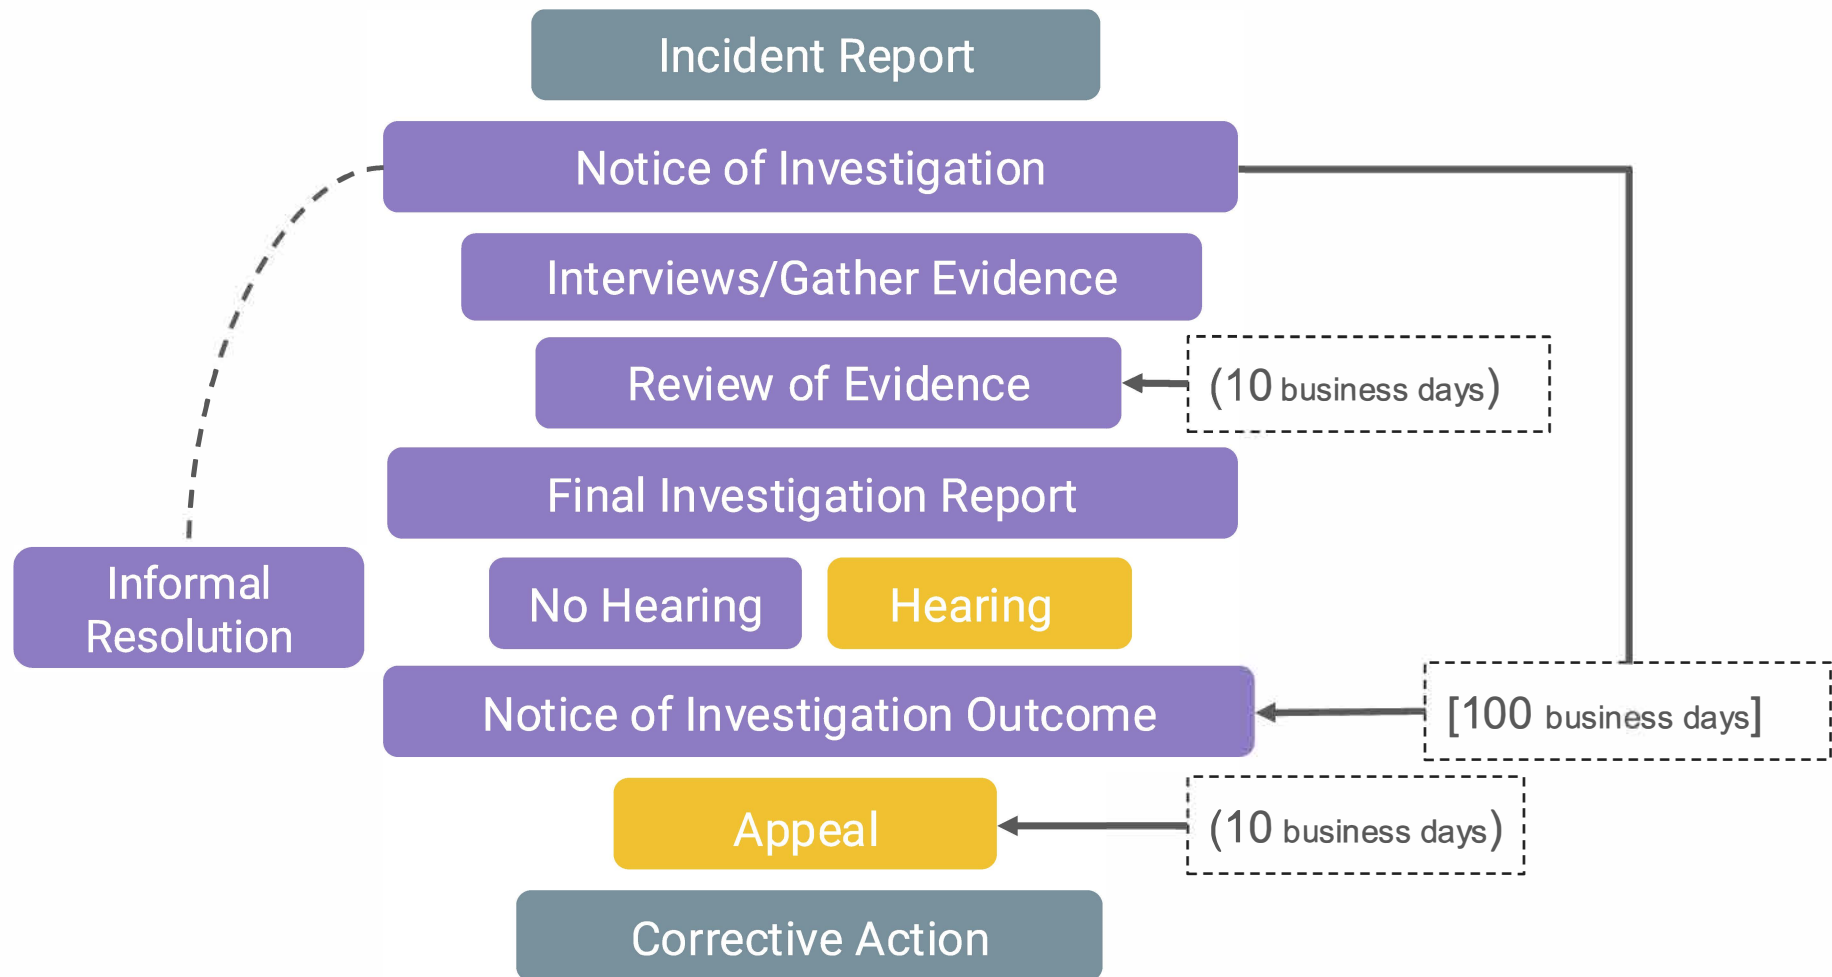 Incident Report
Notice of Investigation
Interviews/Gather Evidence
Review of Evidence
(10 business days)
Final Investigation Report
Informal
Resolution
No Hearing
Hearing
Notice of Investigation Outcome
[100 business days]
Appeal
(10 business days)
Corrective Action